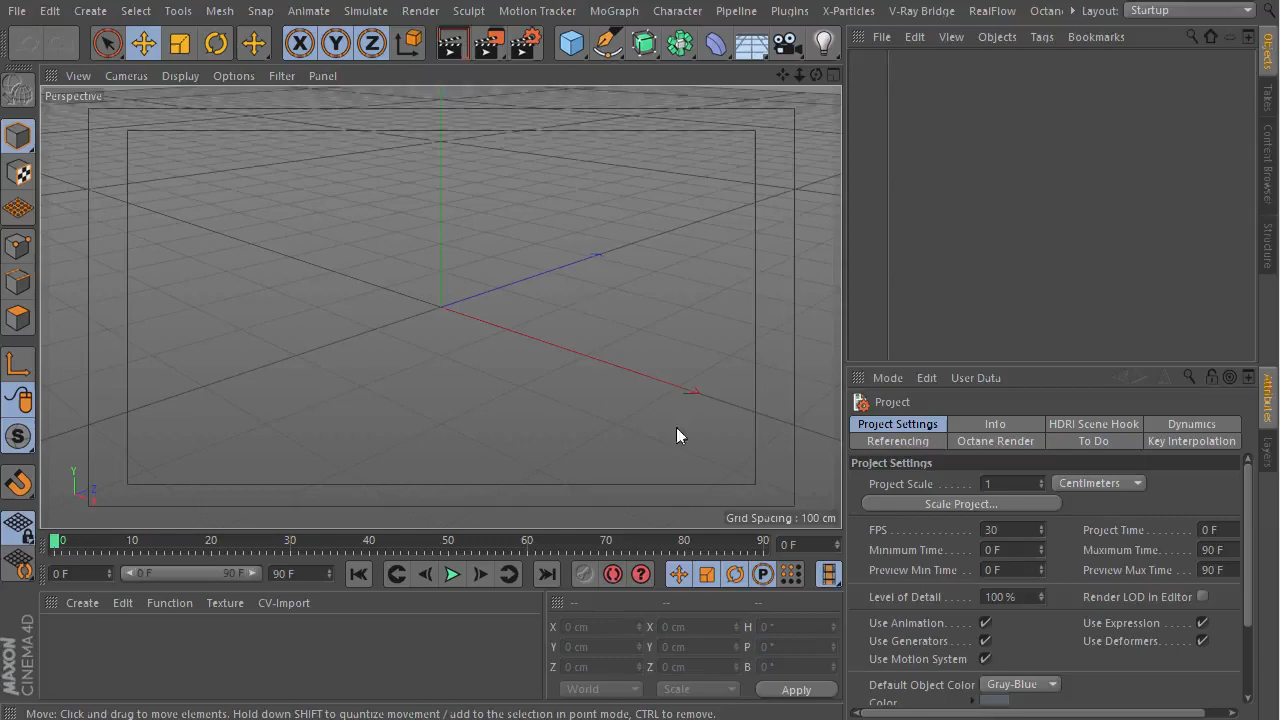 File Edit Create Select Tools Mesh Snap Animate Simulate Render Sculpt Motion Tracker MoGraph Character Pipeline Plugins X-Particles V-Ray Bridge RealFlow Octan Layout: Startup
X Y Z
File Edit View Objects Tags Bookmarks
View Cameras Display Options Filter Panel
Perspective
Objects
Takes
Content Browser
Structure
Mode Edit User Data
Project
Project Settings Info HDRI Scene Hook Dynamics
Referencing Octane Render To Do Key Interpolation
Attributes
Layers
Project Settings
Project Scale . . . . . . 1 Centimeters
Scale Project...
Y
Z
X
Grid Spacing : 100 cm
FPS 30 Project Time. 0 F
0 10 20 30 40 50 60 70 80 90 0 F
Minimum Time. 0 F Maximum Time. 90 F
0 F 0 F 90 F 90 F
Preview Min Time 0 F Preview Max Time 90 F
Level of Detail 100 % Render LOD in Editor
Create Edit Function Texture CV-Import
-- -- --
Use Animation. Use Expression
Use Generators Use Deformers.
Use Motion System
X 0 cm X 0 cm H 0 °
Y 0 cm Y 0 cm P 0 °
Z 0 cm Z 0 cm B 0 °
World Scale Apply
Default Object Color Gray-Blue
Color
MAXON
CINEMA 4D
Move: Click and drag to move elements. Hold down SHIFT to quantize movement / add to the selection in point mode, CTRL to remove.